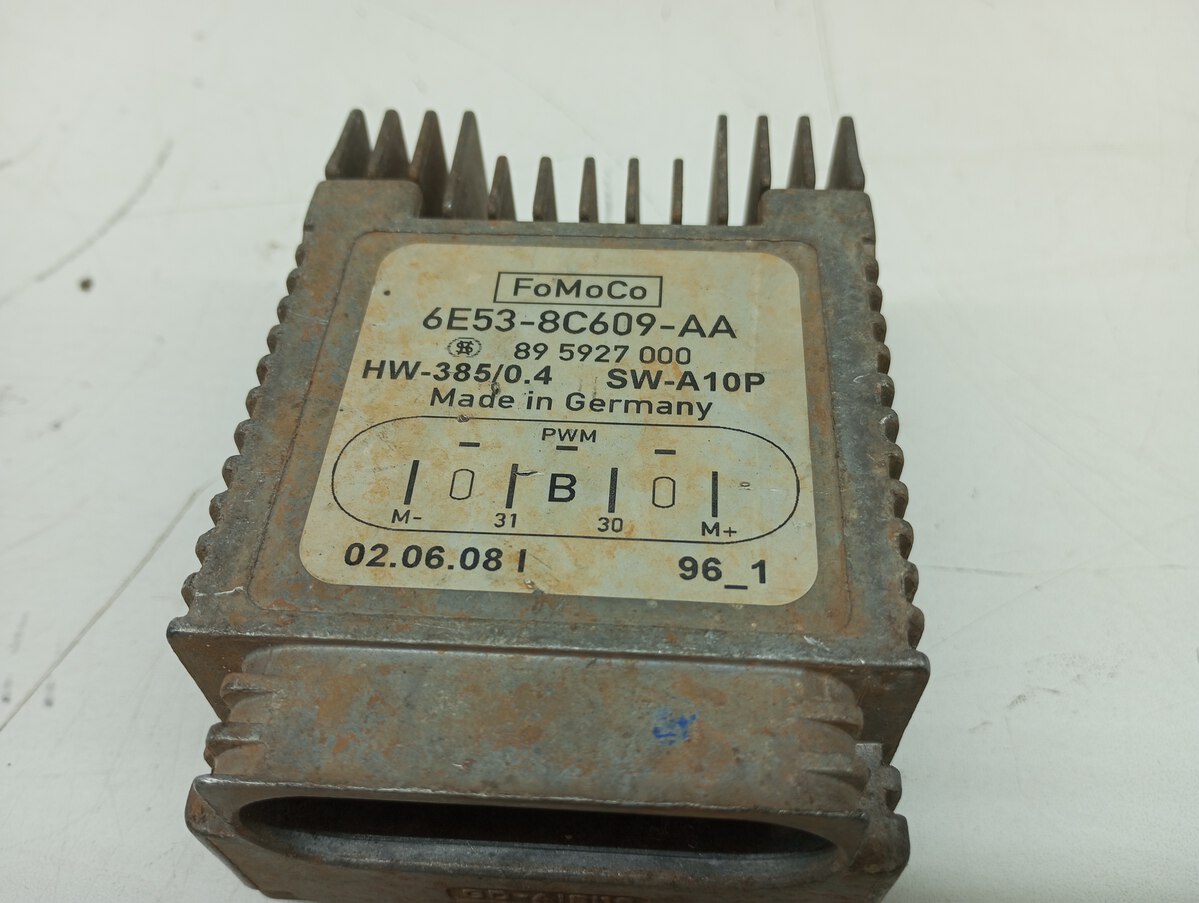 FoMoCo
6E53-8C609-AA
89 5927 000
HW-385/0.4 SW-A10P
Made in Germany
PWM
B
M- 31 30 M+
02.06.08 I 96_1